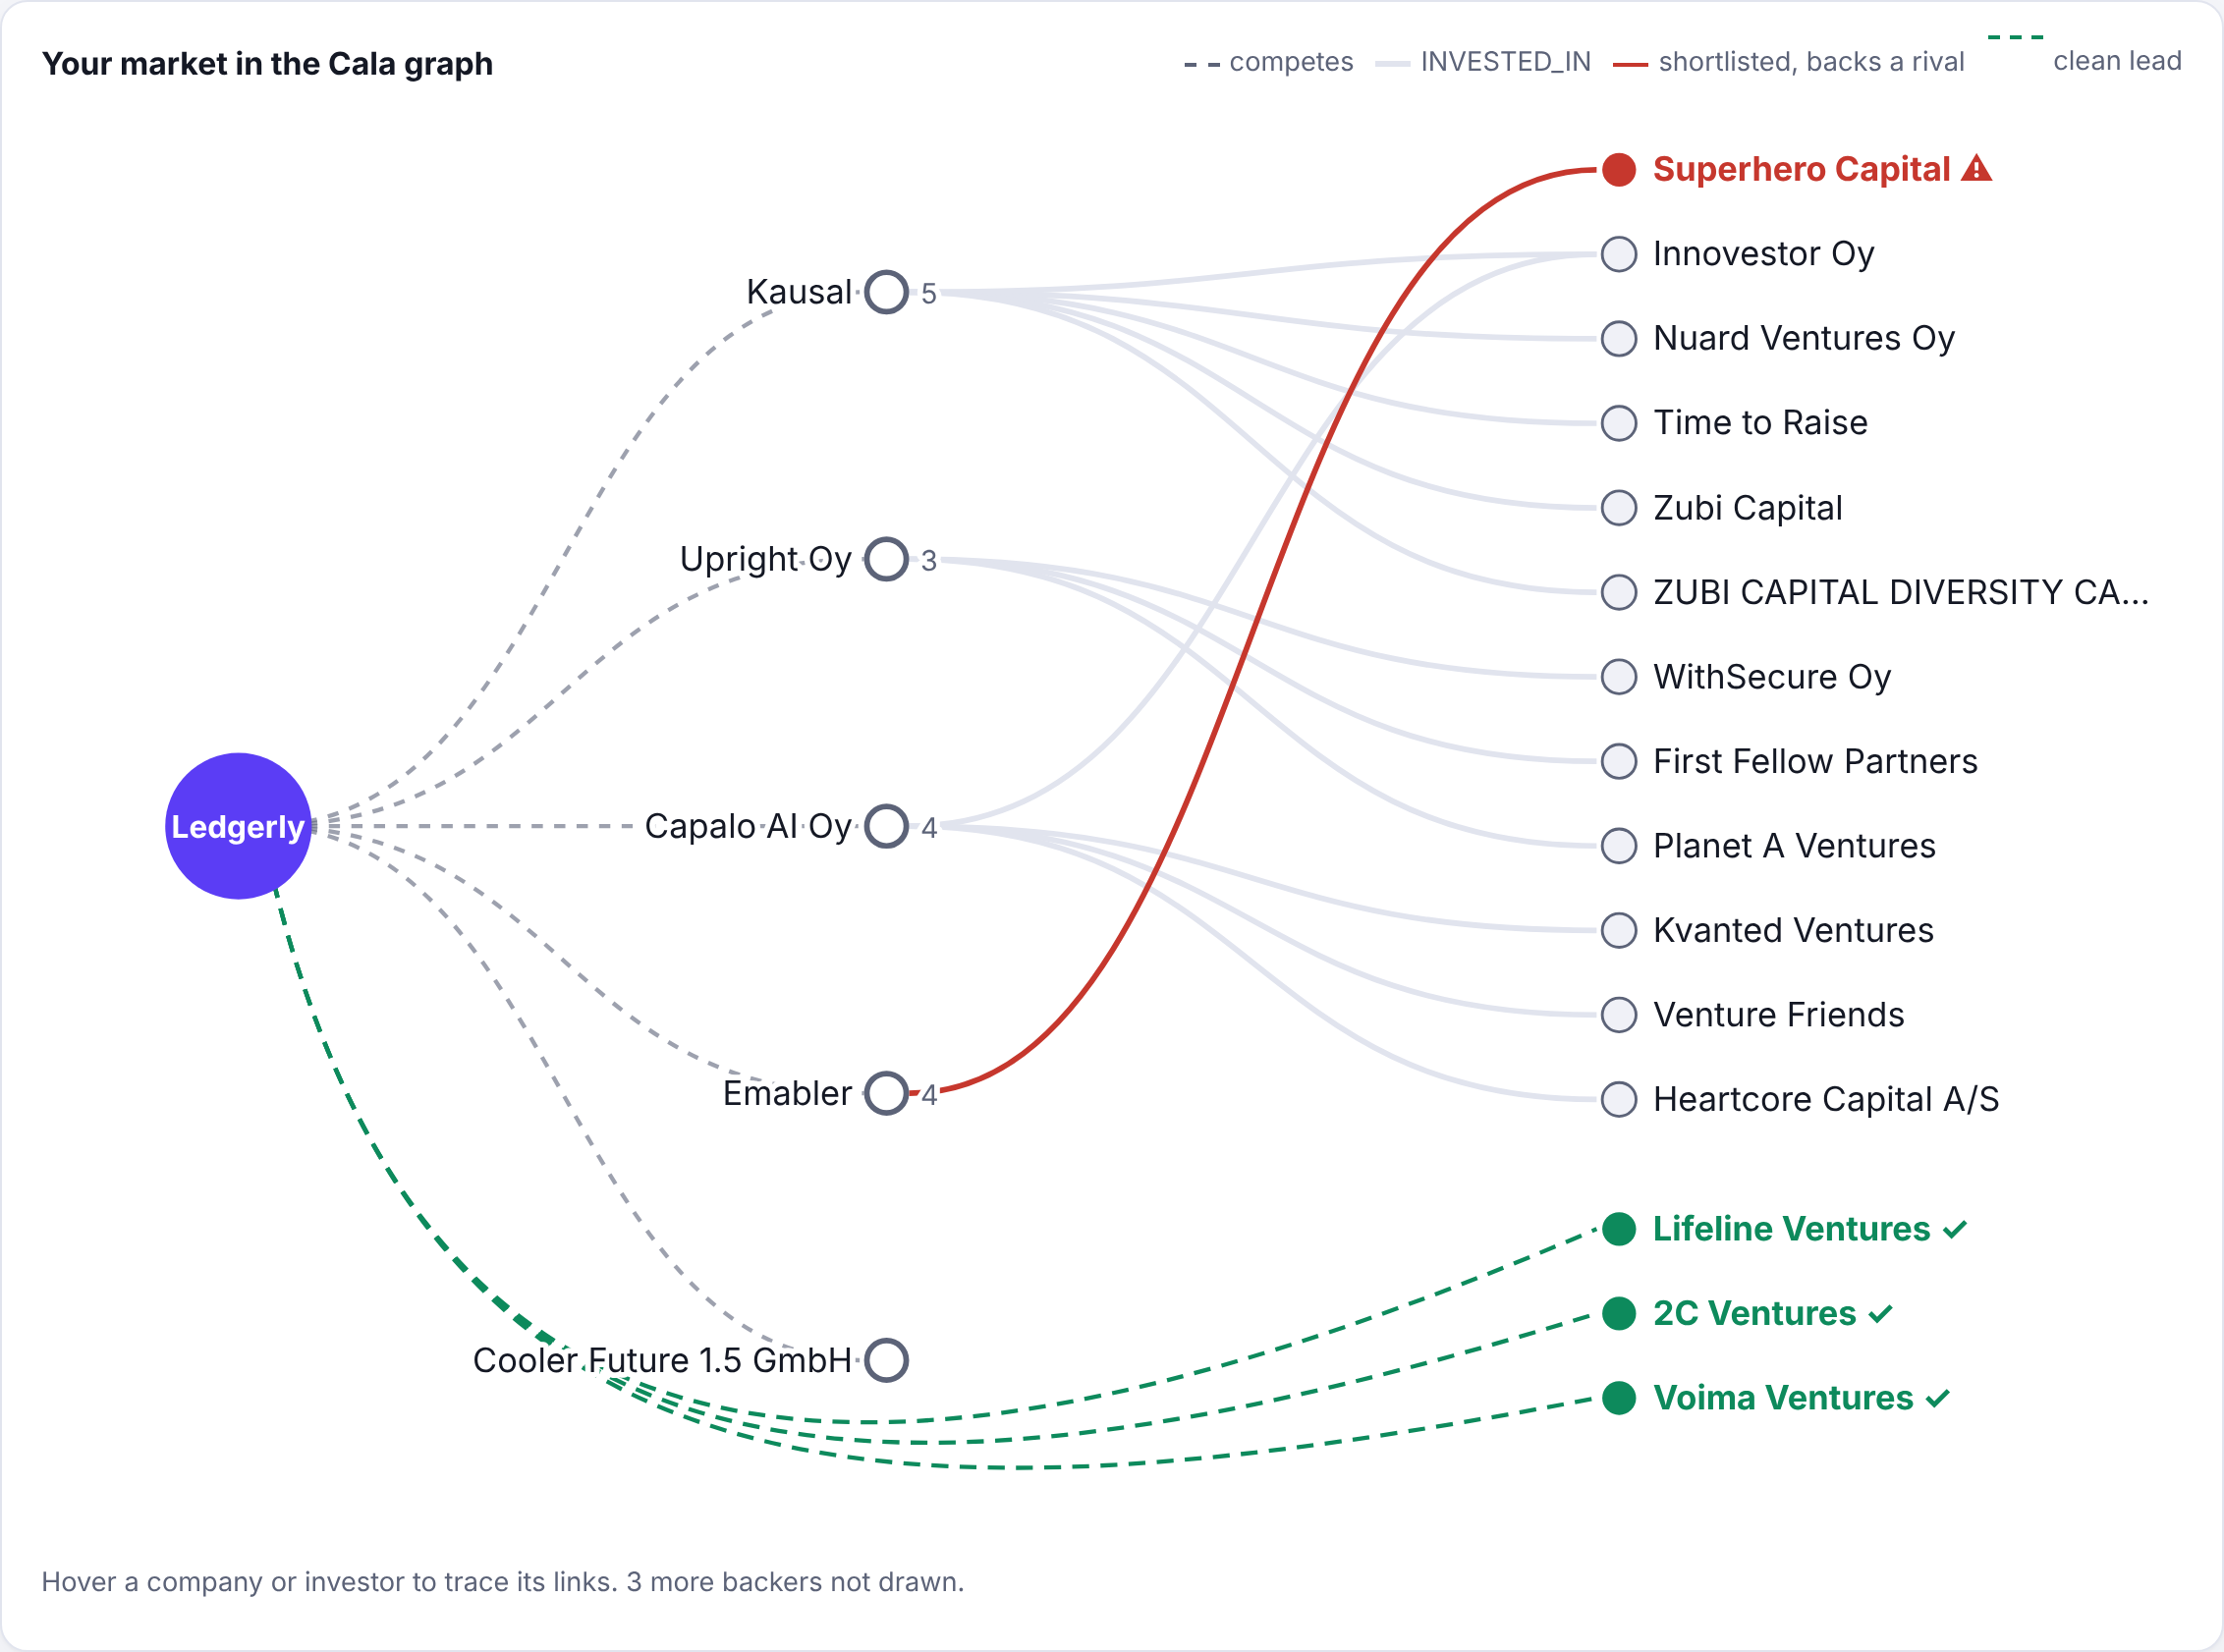 Your market in the Cala graph
competes
INVESTED_IN
shortlisted, backs a rival
clean lead
Superhero Capital
Innovestor Oy
Kausal
5
Nuard Ventures Oy
Time to Raise
Zubi Capital
Upright Oy
3
ZUBI CAPITAL DIVERSITY CA...
WithSecure Oy
First Fellow Partners
Ledgerly
Capalo AI Oy
4
Planet A Ventures
Kvanted Ventures
Venture Friends
Emabler
4
Heartcore Capital A/S
Lifeline Ventures ✓
2C Ventures ✓
Cooler Future 1.5 GmbH
Voima Ventures ✓
Hover a company or investor to trace its links. 3 more backers not drawn.